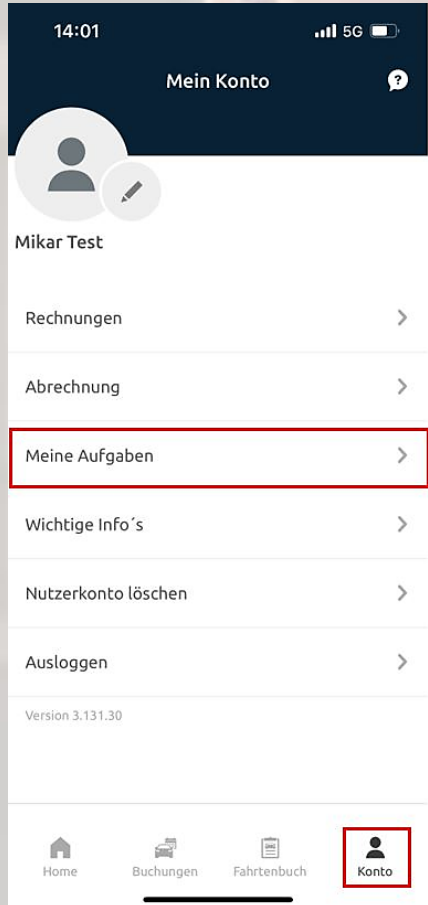 14:01
5G
Mein Konto
?
Mikar Test
Rechnungen
Abrechnung
Meine Aufgaben
Wichtige Info´s
Nutzerkonto löschen
Ausloggen
Version 3.131.30
Home
Buchungen
Fahrtenbuch
Konto